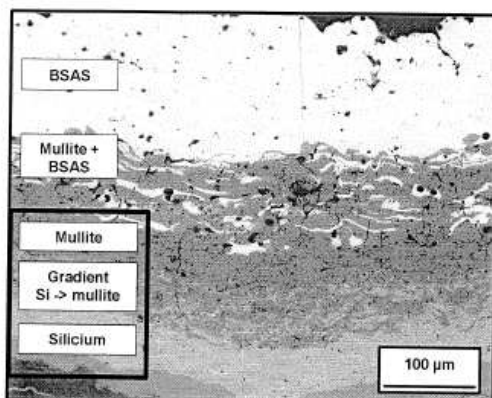 BSAS
Mullite +
BSAS
Mullite
Gradient
Si -> mullite
Silicium
100 µm